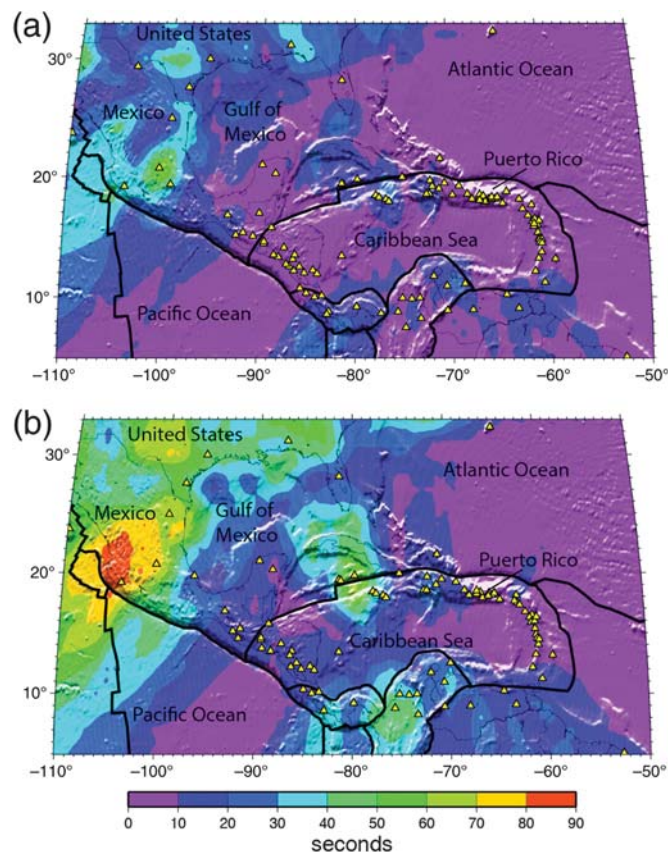 (a)
United States
Atlantic Ocean
Mexico
Gulf of
Mexico
Puerto Rico
Caribbean Sea
Pacific Ocean
30°
20°
10°
−110° −100° −90° −80° −70° −60° −50°
(b)
United States
Atlantic Ocean
Mexico
Gulf of
Mexico
Puerto Rico
Caribbean Sea
Pacific Ocean
30°
20°
10°
−110° −100° −90° −80° −70° −60° −50°
0 10 20 30 40 50 60 70 80 90
seconds